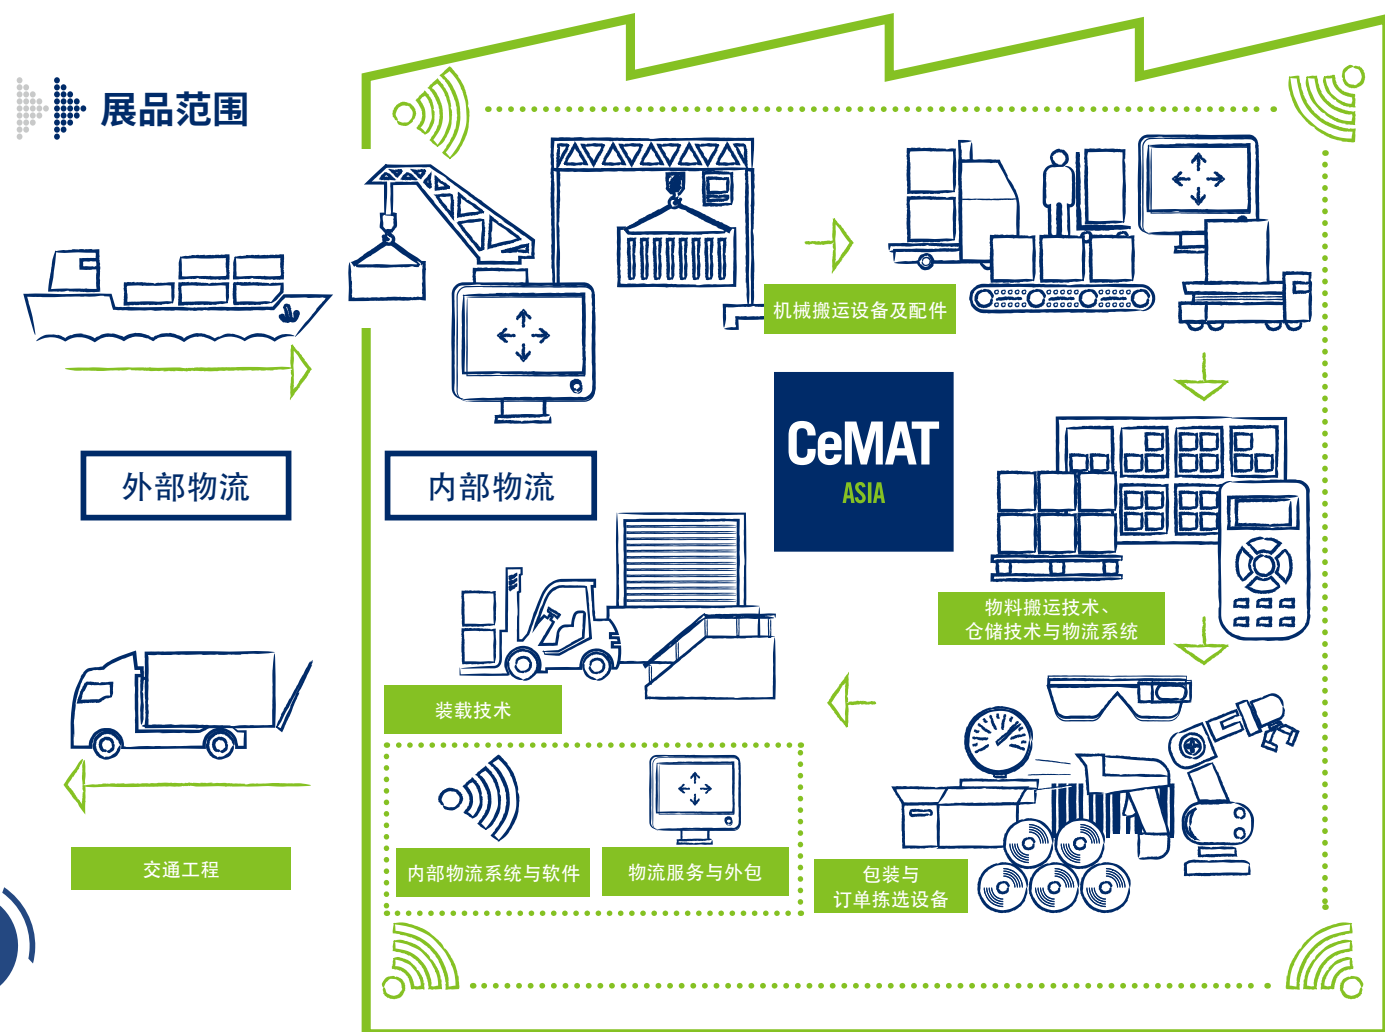 展品范围
机械搬运设备及配件
CeMAT
ASIA
外部物流
内部物流
物料搬运技术、
仓储技术与物流系统
装载技术
内部物流系统与软件
物流服务与外包
包装与
订单拣选设备
交通工程